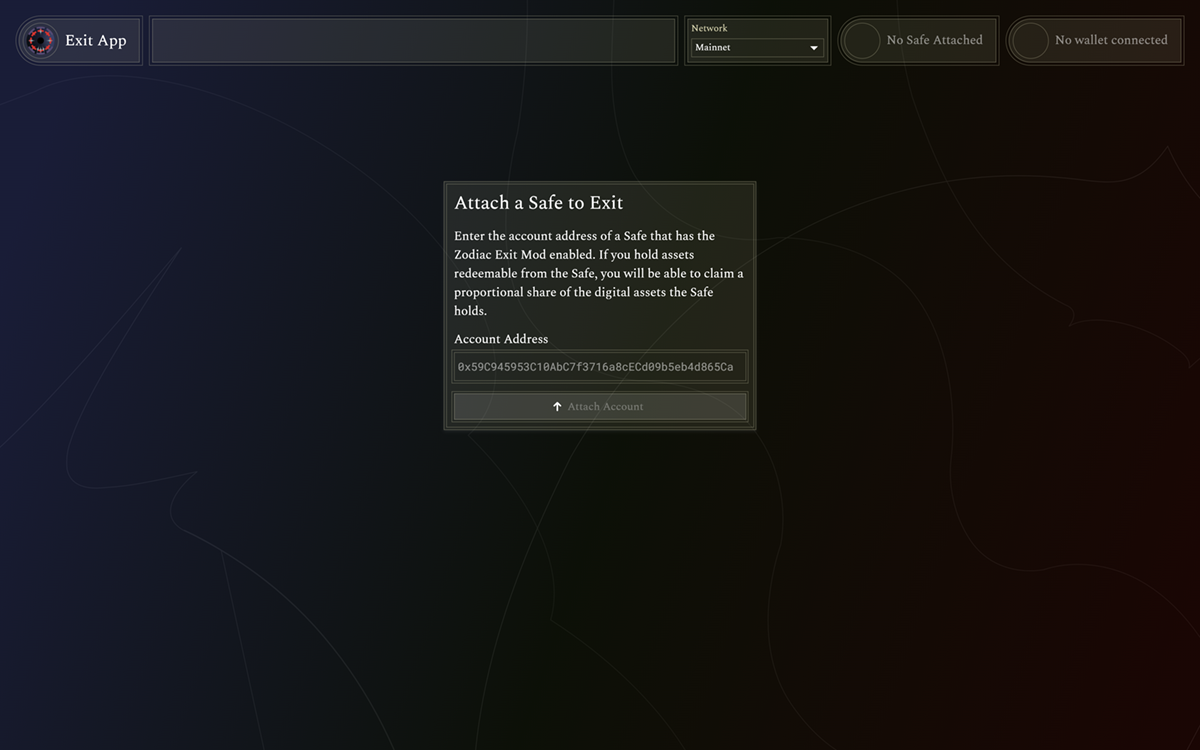 Exit App
Network
Mainnet
No Safe Attached
No wallet connected
Attach a Safe to Exit
Enter the account address of a Safe that has the
Zodiac Exit Mod enabled. If you hold assets
redeemable from the Safe, you will be able to claim a
proportional share of the digital assets the Safe
holds.
Account Address
0x59C945953C10AbC7f3716a8cECd09b5eb4d865Ca
Attach Account